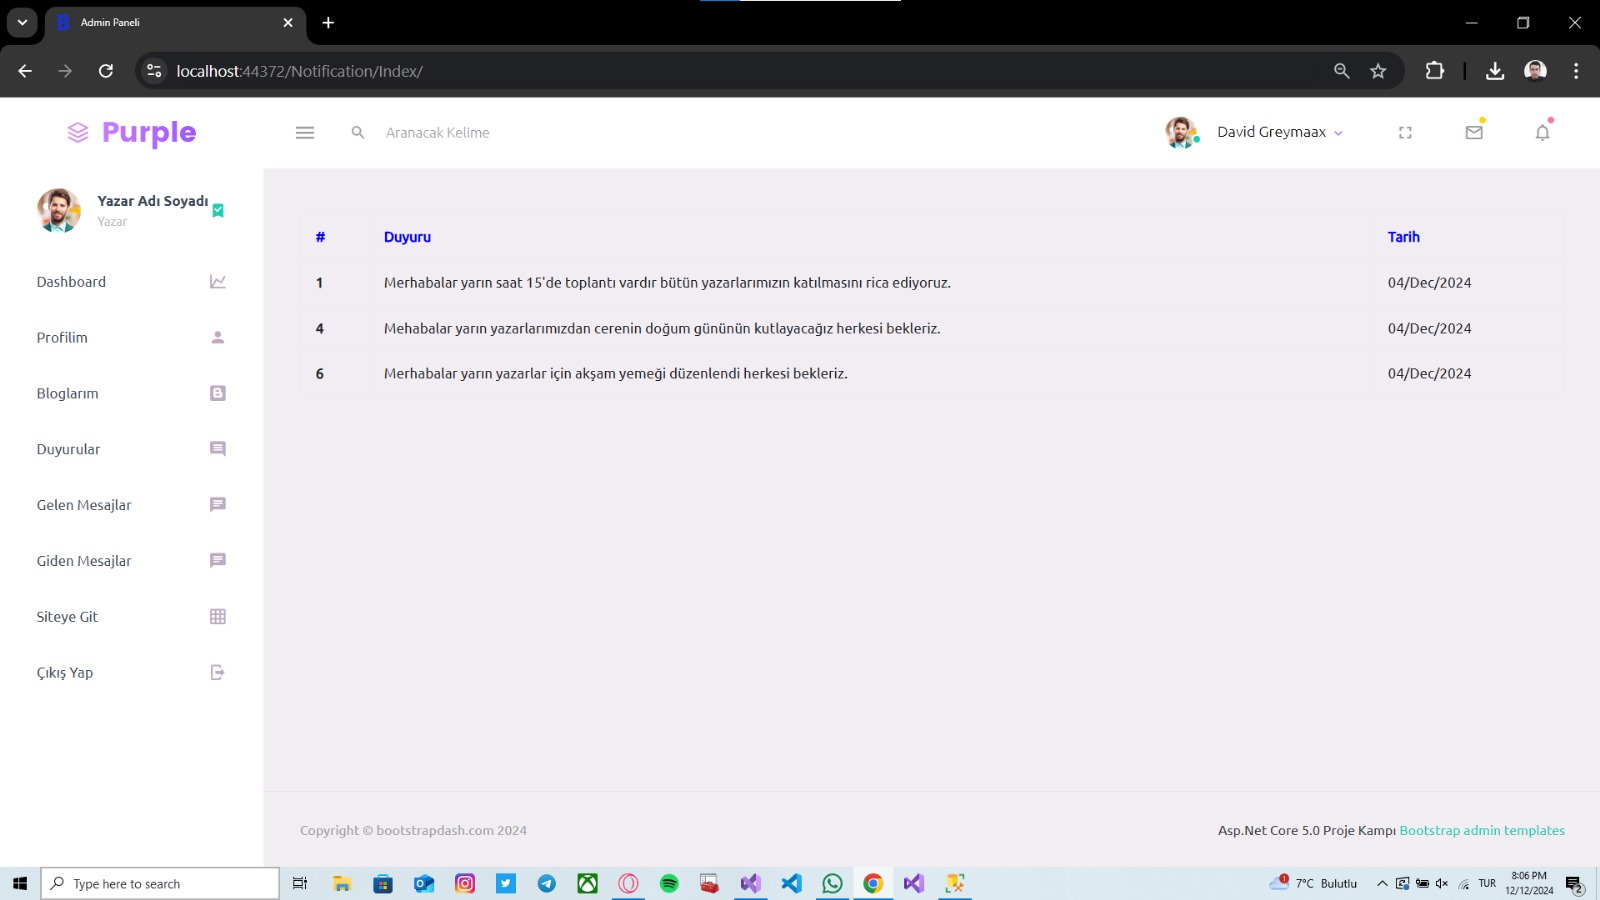 Admin Paneli
localhost:44372/Notification/Index/
Purple
Aranacak Kelime
David Greymaax
Yazar Adı Soyadı
Yazar
Dashboard
Profilim
Bloglarım
Duyurular
Gelen Mesajlar
Giden Mesajlar
Siteye Git
Çıkış Yap
# Duyuru Tarih
1 Merhabalar yarın saat 15'de toplantı vardır bütün yazarlarımızın katılmasını rica ediyoruz. 04/Dec/2024
4 Mehabalar yarın yazarlarımızdan cerenin doğum gününün kutlayacağız herkesi bekleriz. 04/Dec/2024
6 Merhabalar yarın yazarlar için akşam yemeği düzenlendi herkesi bekleriz. 04/Dec/2024
Copyright © bootstrapdash.com 2024
Asp.Net Core 5.0 Proje Kampı Bootstrap admin templates
Type here to search
1
7°C Bulutlu
TUR
8:06 PM
12/12/2024
2